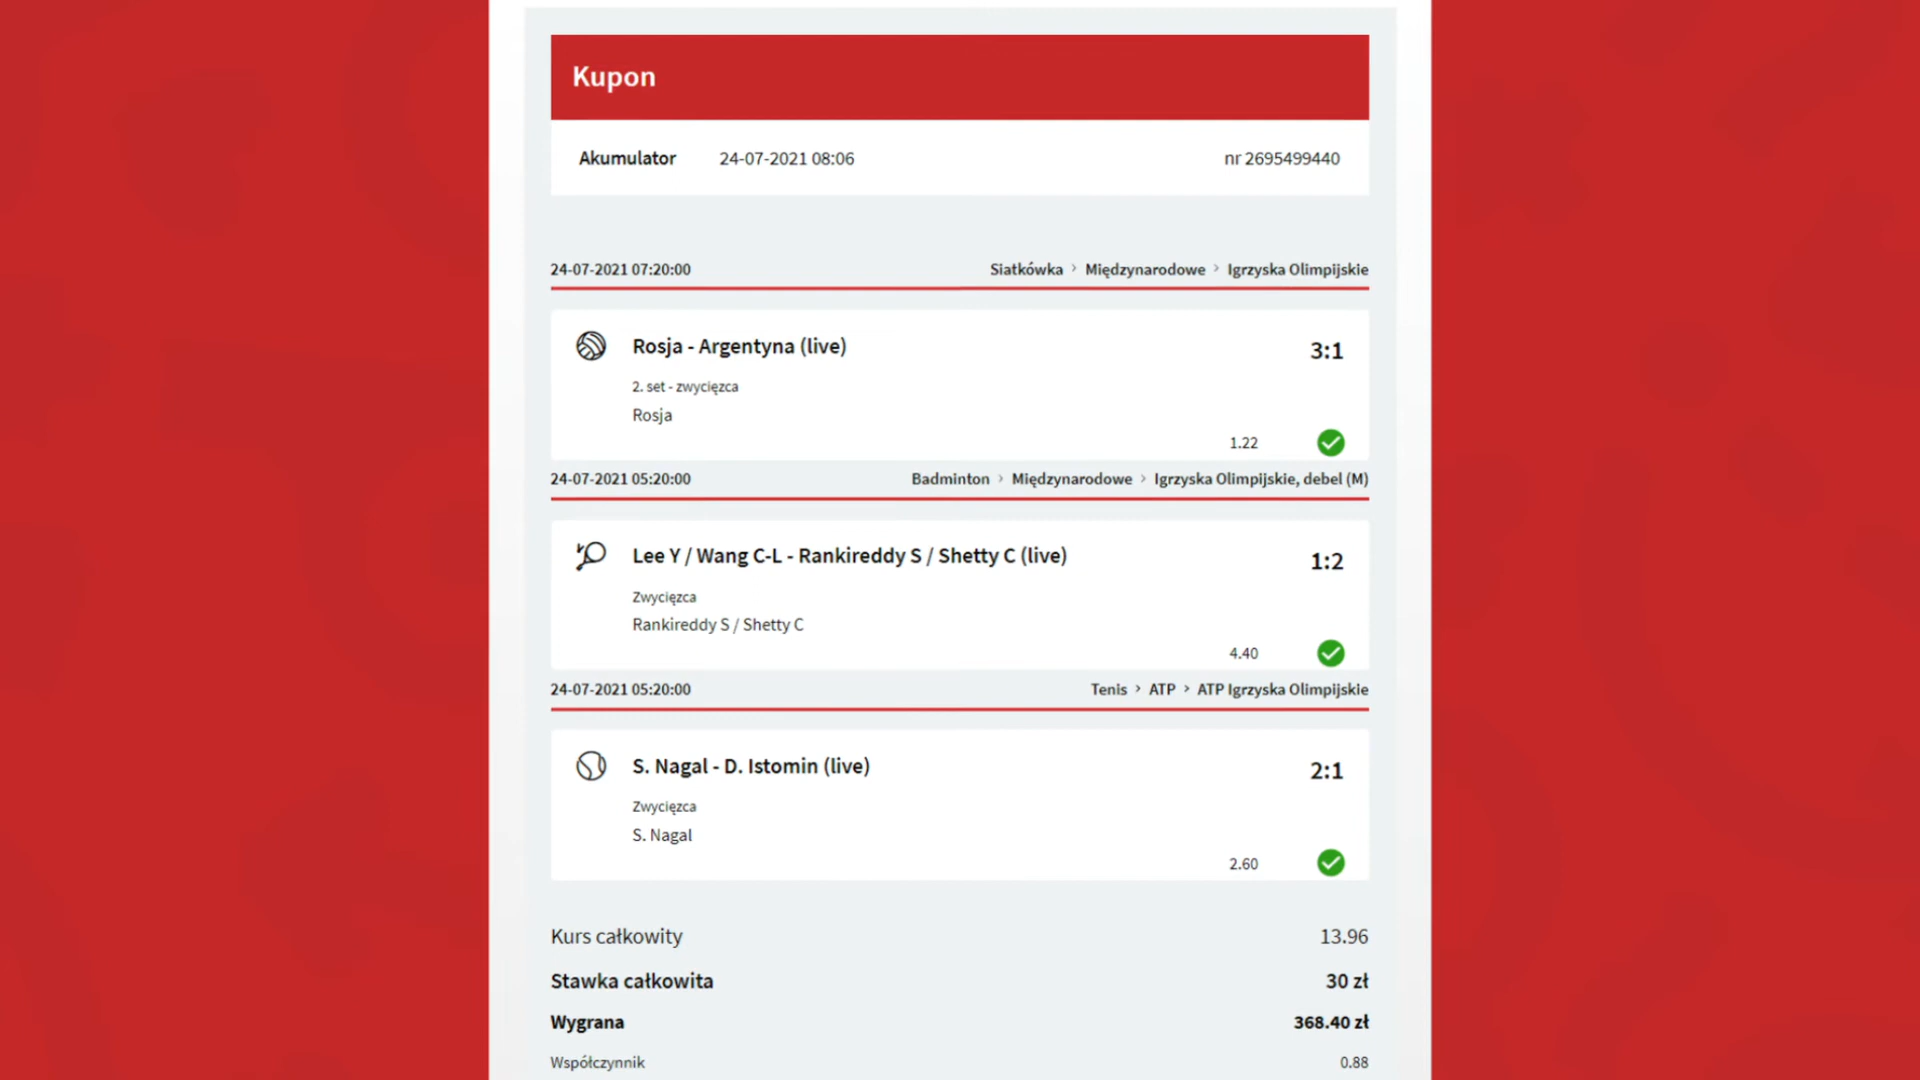 Kupon
Akumulator 24-07-2021 08:06 nr 2695499440
24-07-2021 07:20:00 Siatkówka › Międzynarodowe › Igrzyska Olimpijskie
Rosja - Argentyna (live) 3:1
2. set - zwycięzca
Rosja
1.22
24-07-2021 05:20:00 Badminton › Międzynarodowe › Igrzyska Olimpijskie, debel (M)
Lee Y / Wang C-L - Rankireddy S / Shetty C (live) 1:2
Zwycięzca
Rankireddy S / Shetty C
4.40
24-07-2021 05:20:00 Tenis › ATP › ATP Igrzyska Olimpijskie
S. Nagal - D. Istomin (live) 2:1
Zwycięzca
S. Nagal
2.60
Kurs całkowity 13.96
Stawka całkowita 30 zł
Wygrana 368.40 zł
Współczynnik 0.88